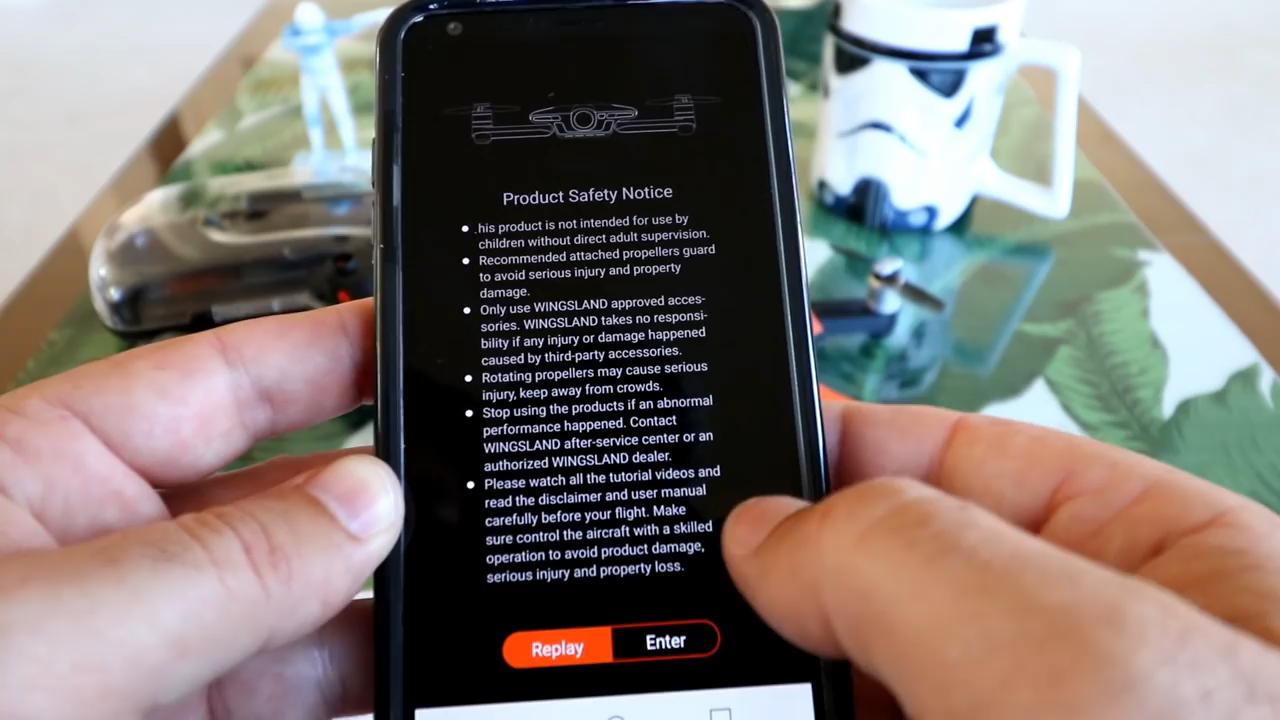 Product Safety Notice
his product is not intended for use by
children without direct adult supervision.
Recommended attached propellers guard
to avoid serious injury and property
damage.
Only use WINGSLAND approved acces-
sories. WINGSLAND takes no responsi-
bility if any injury or damage happened
caused by third-party accessories.
Rotating propellers may cause serious
injury, keep away from crowds.
Stop using the products if an abnormal
performance happened. Contact
WINGSLAND after-service center or an
authorized WINGSLAND dealer.
Please watch all the tutorial videos and
read the disclaimer and user manual
carefully before your flight. Make
sure control the aircraft with a skilled
operation to avoid product damage,
serious injury and property loss.
Replay Enter